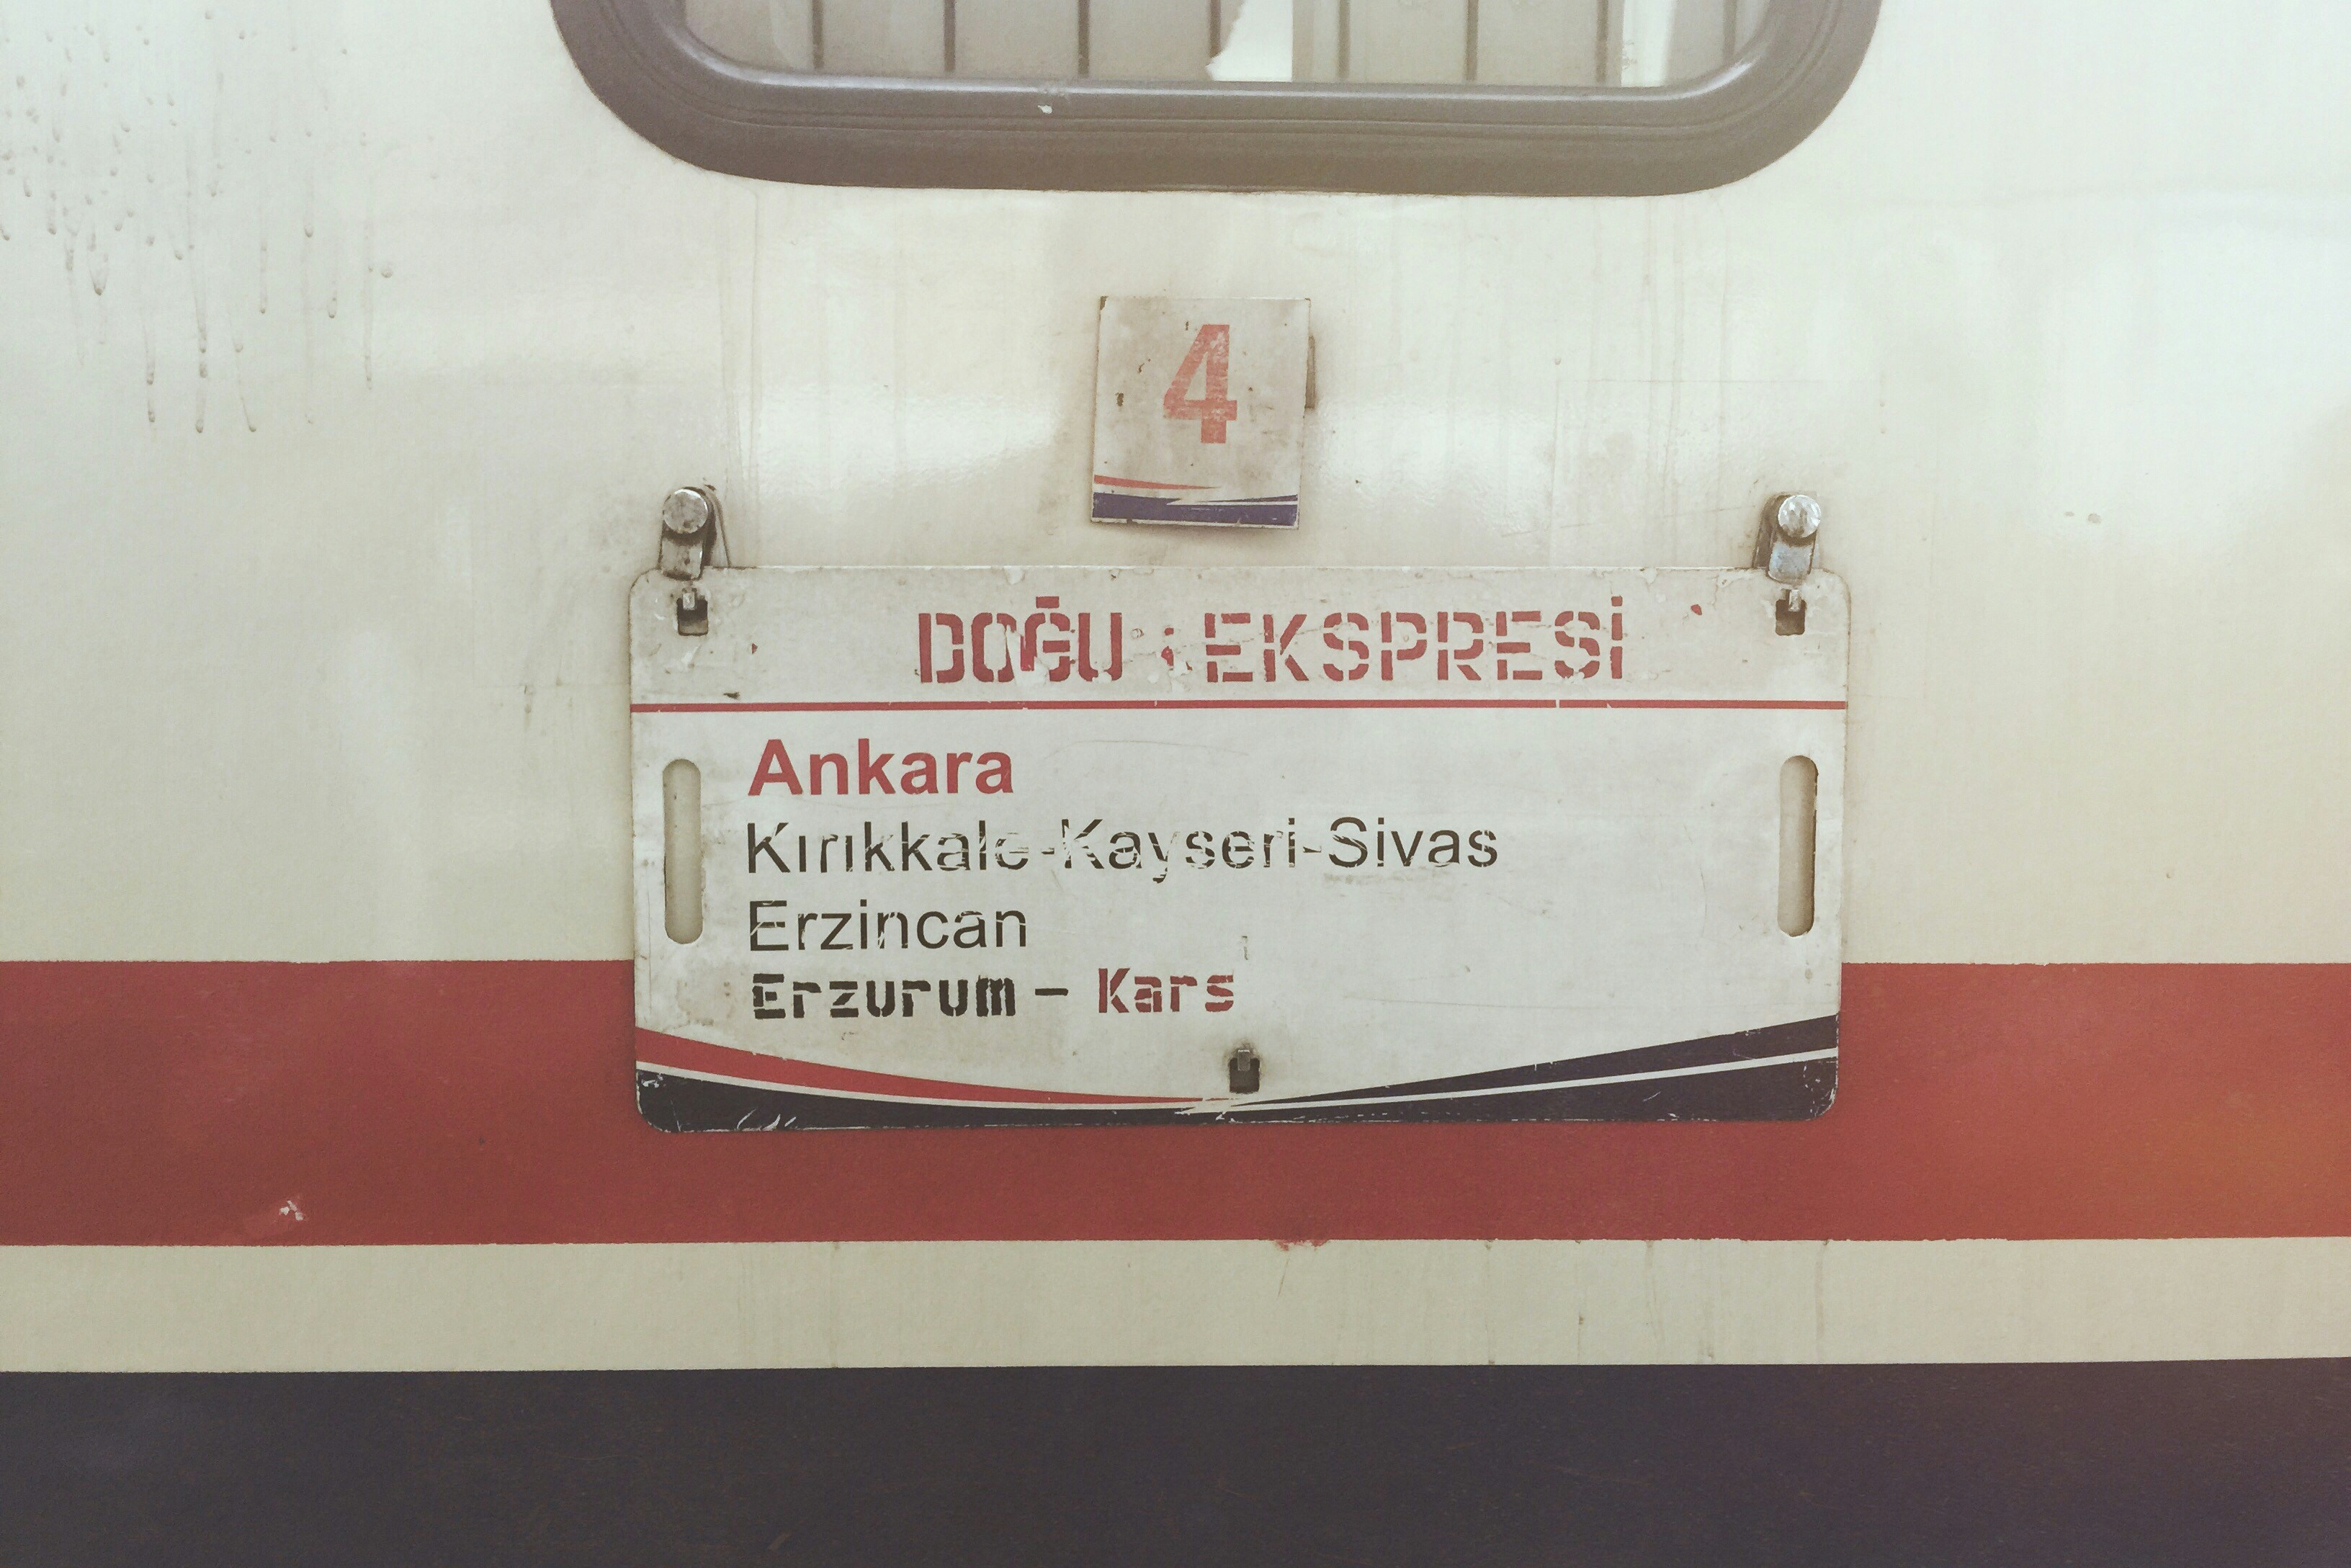 4
DOĞU EKSPRESİ
Ankara
Kırıkkale-Kayseri-Sivas
Erzincan
Erzurum - Kars